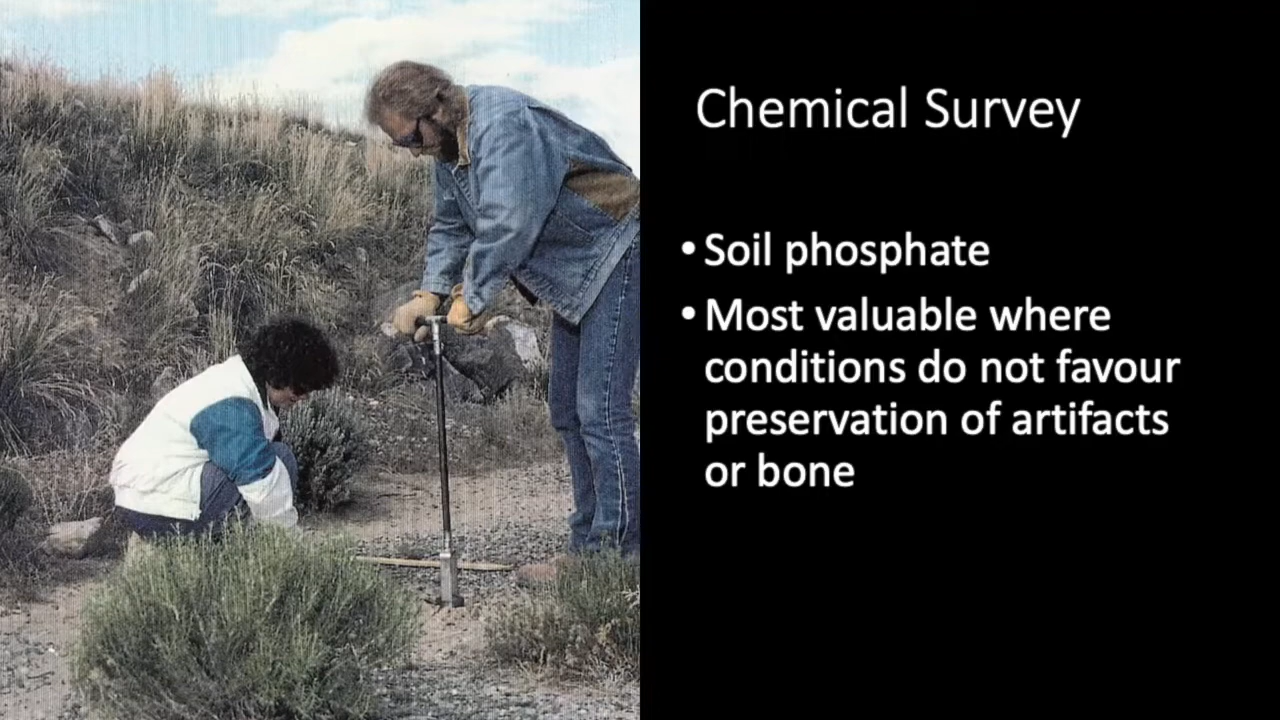 Chemical Survey
• Soil phosphate
• Most valuable where
conditions do not favour
preservation of artifacts
or bone